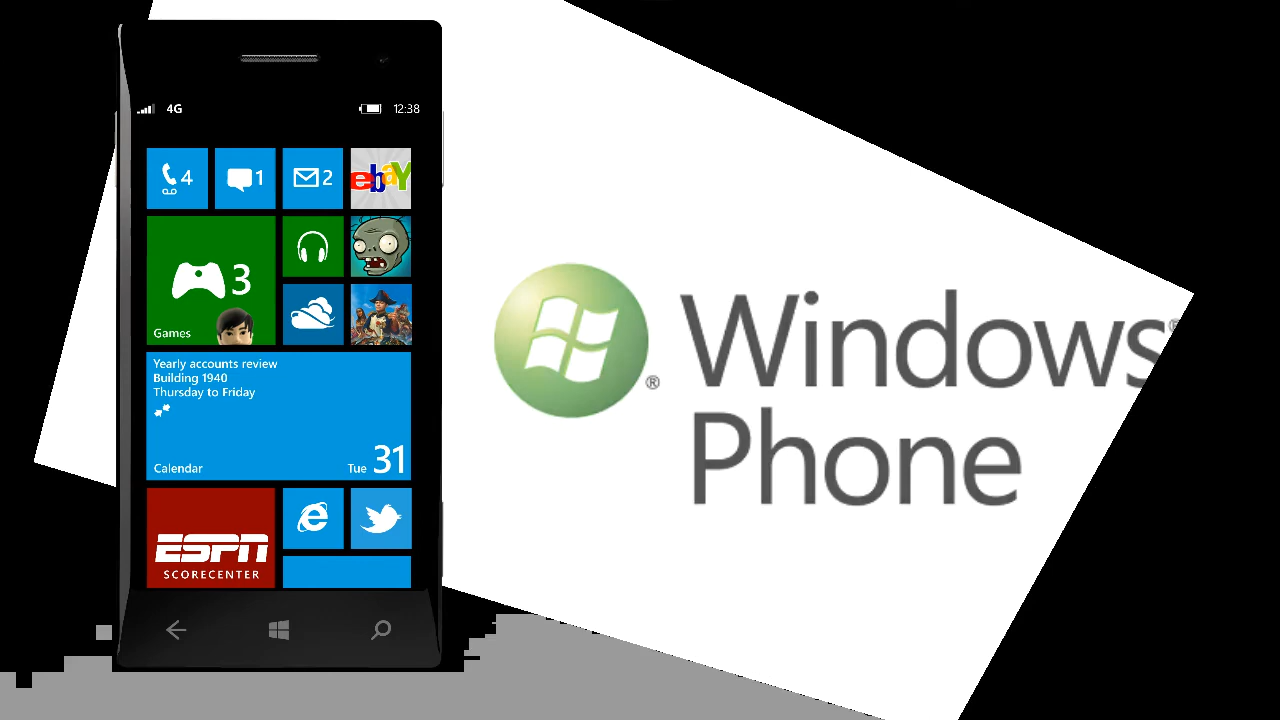 4G 12:38
4 1 2 ebaY
3
Games
Yearly accounts review
Building 1940
Thursday to Friday
Calendar Tue 31
ESPN
SCORECENTER
® Windows®
Phone